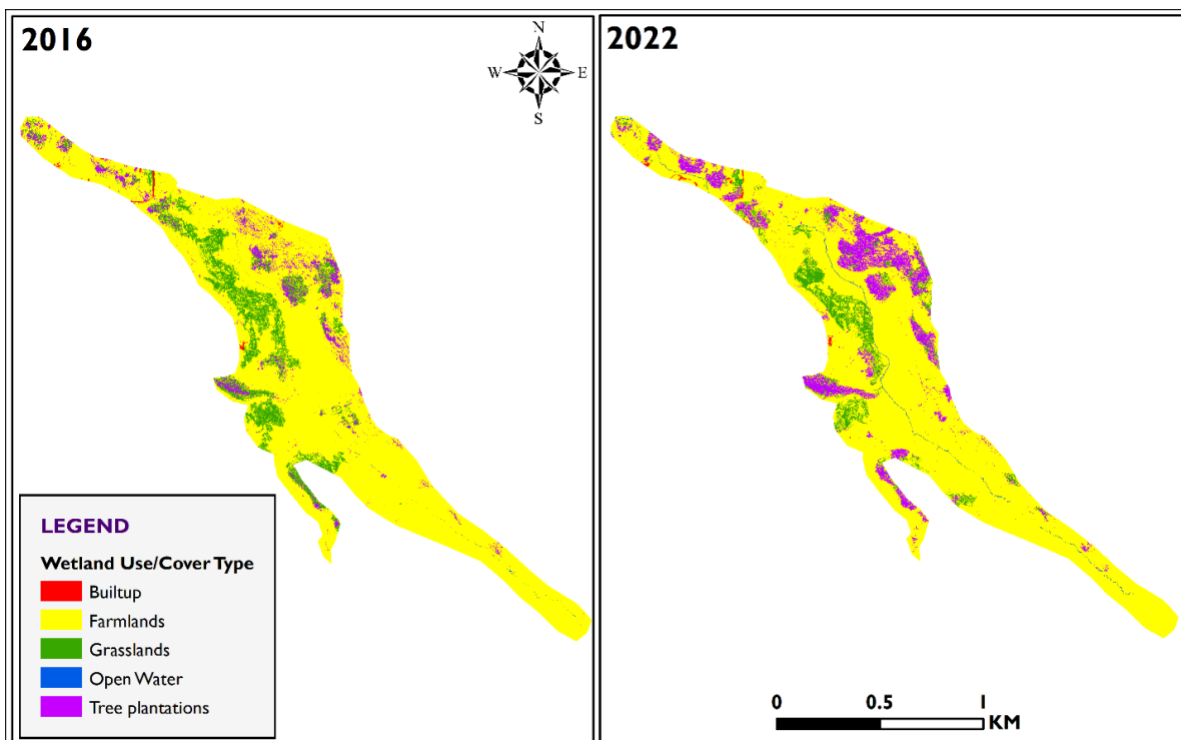 2016
N
W
E
S
2022
LEGEND
Wetland Use/Cover Type
Builtup
Farmlands
Grasslands
Open Water
Tree plantations
0 0.5 1
KM